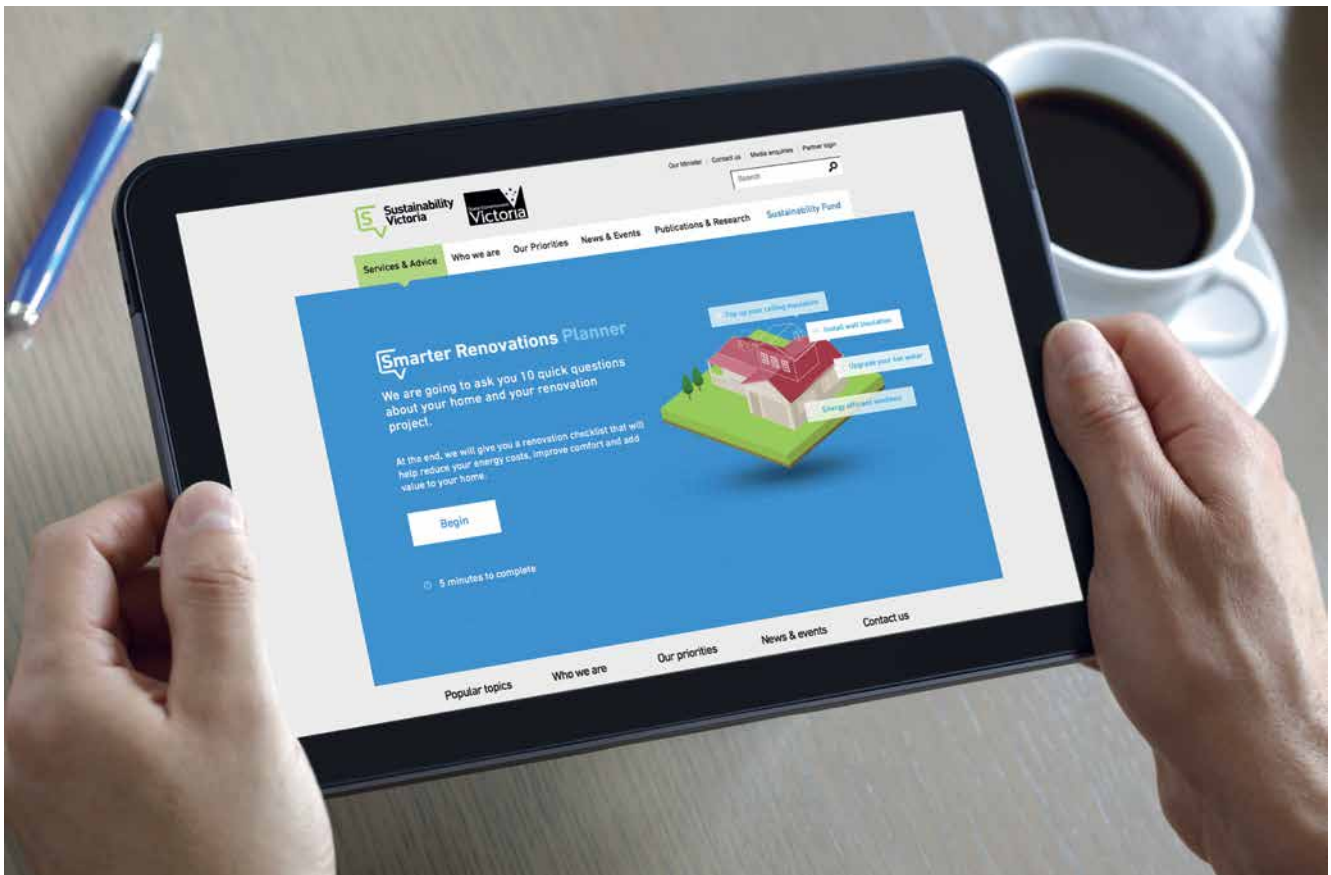 Our Minister | Contact us | Media enquiries | Partner login
Search
Sustainability
Victoria
Victoria
Services & Advice Who we are Our Priorities News & Events Publications & Research Sustainability Fund
Smarter Renovations Planner
We are going to ask you 10 quick questions
about your home and your renovation
project.
At the end, we will give you a renovation checklist that will
help reduce your energy costs, improve comfort and add
value to your home.
Begin
5 minutes to complete
Top up your ceiling insulation
Install wall insulation
Upgrade your hot water
Energy efficient windows
Popular topics Who we are Our priorities News & events Contact us